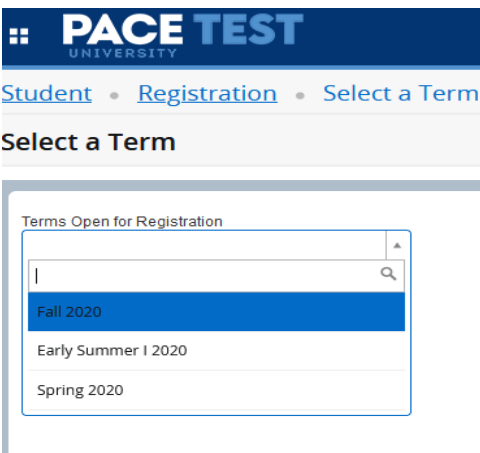 PACE TEST
UNIVERSITY
Student • Registration • Select a Term
Select a Term
Terms Open for Registration
Fall 2020
Early Summer I 2020
Spring 2020